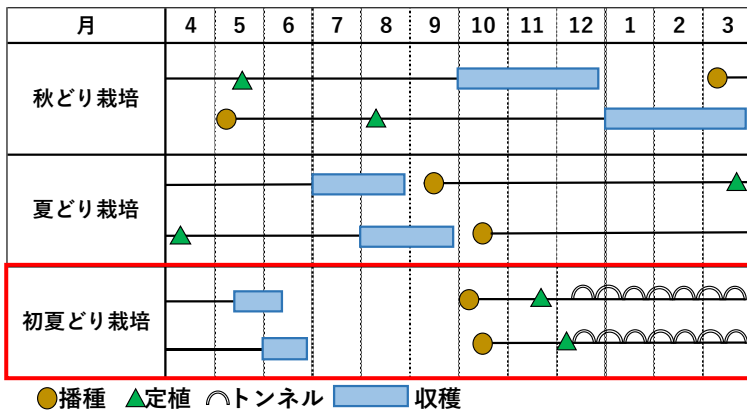 月 4 5 6 7 8 9 10 11 12 1 2 3
秋どり栽培
夏どり栽培
初夏どり栽培
播種 定植 トンネル 収穫